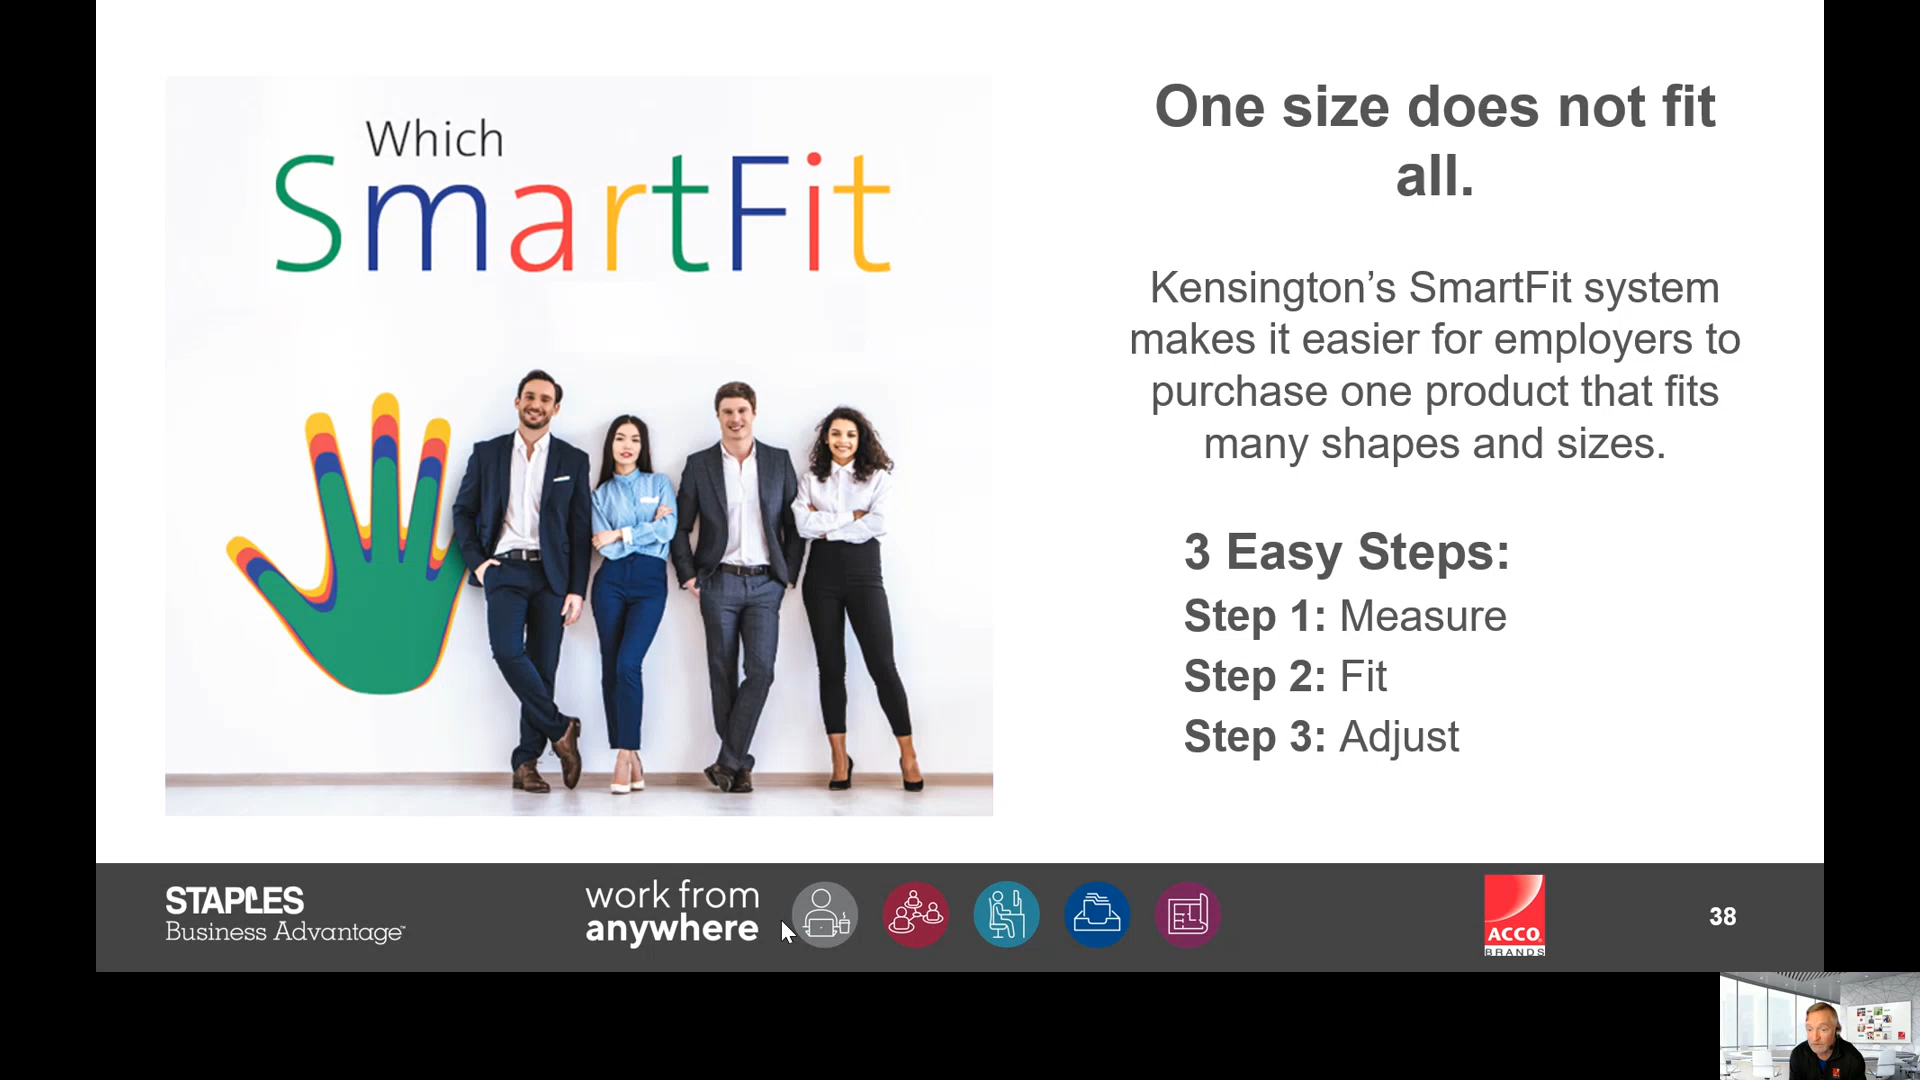 Which
SmartFit
One size does not fit
all.
Kensington’s SmartFit system
makes it easier for employers to
purchase one product that fits
many shapes and sizes.
3 Easy Steps:
Step 1: Measure
Step 2: Fit
Step 3: Adjust
STAPLES
Business Advantage™
work from
anywhere
ACCO
BRANDS
38